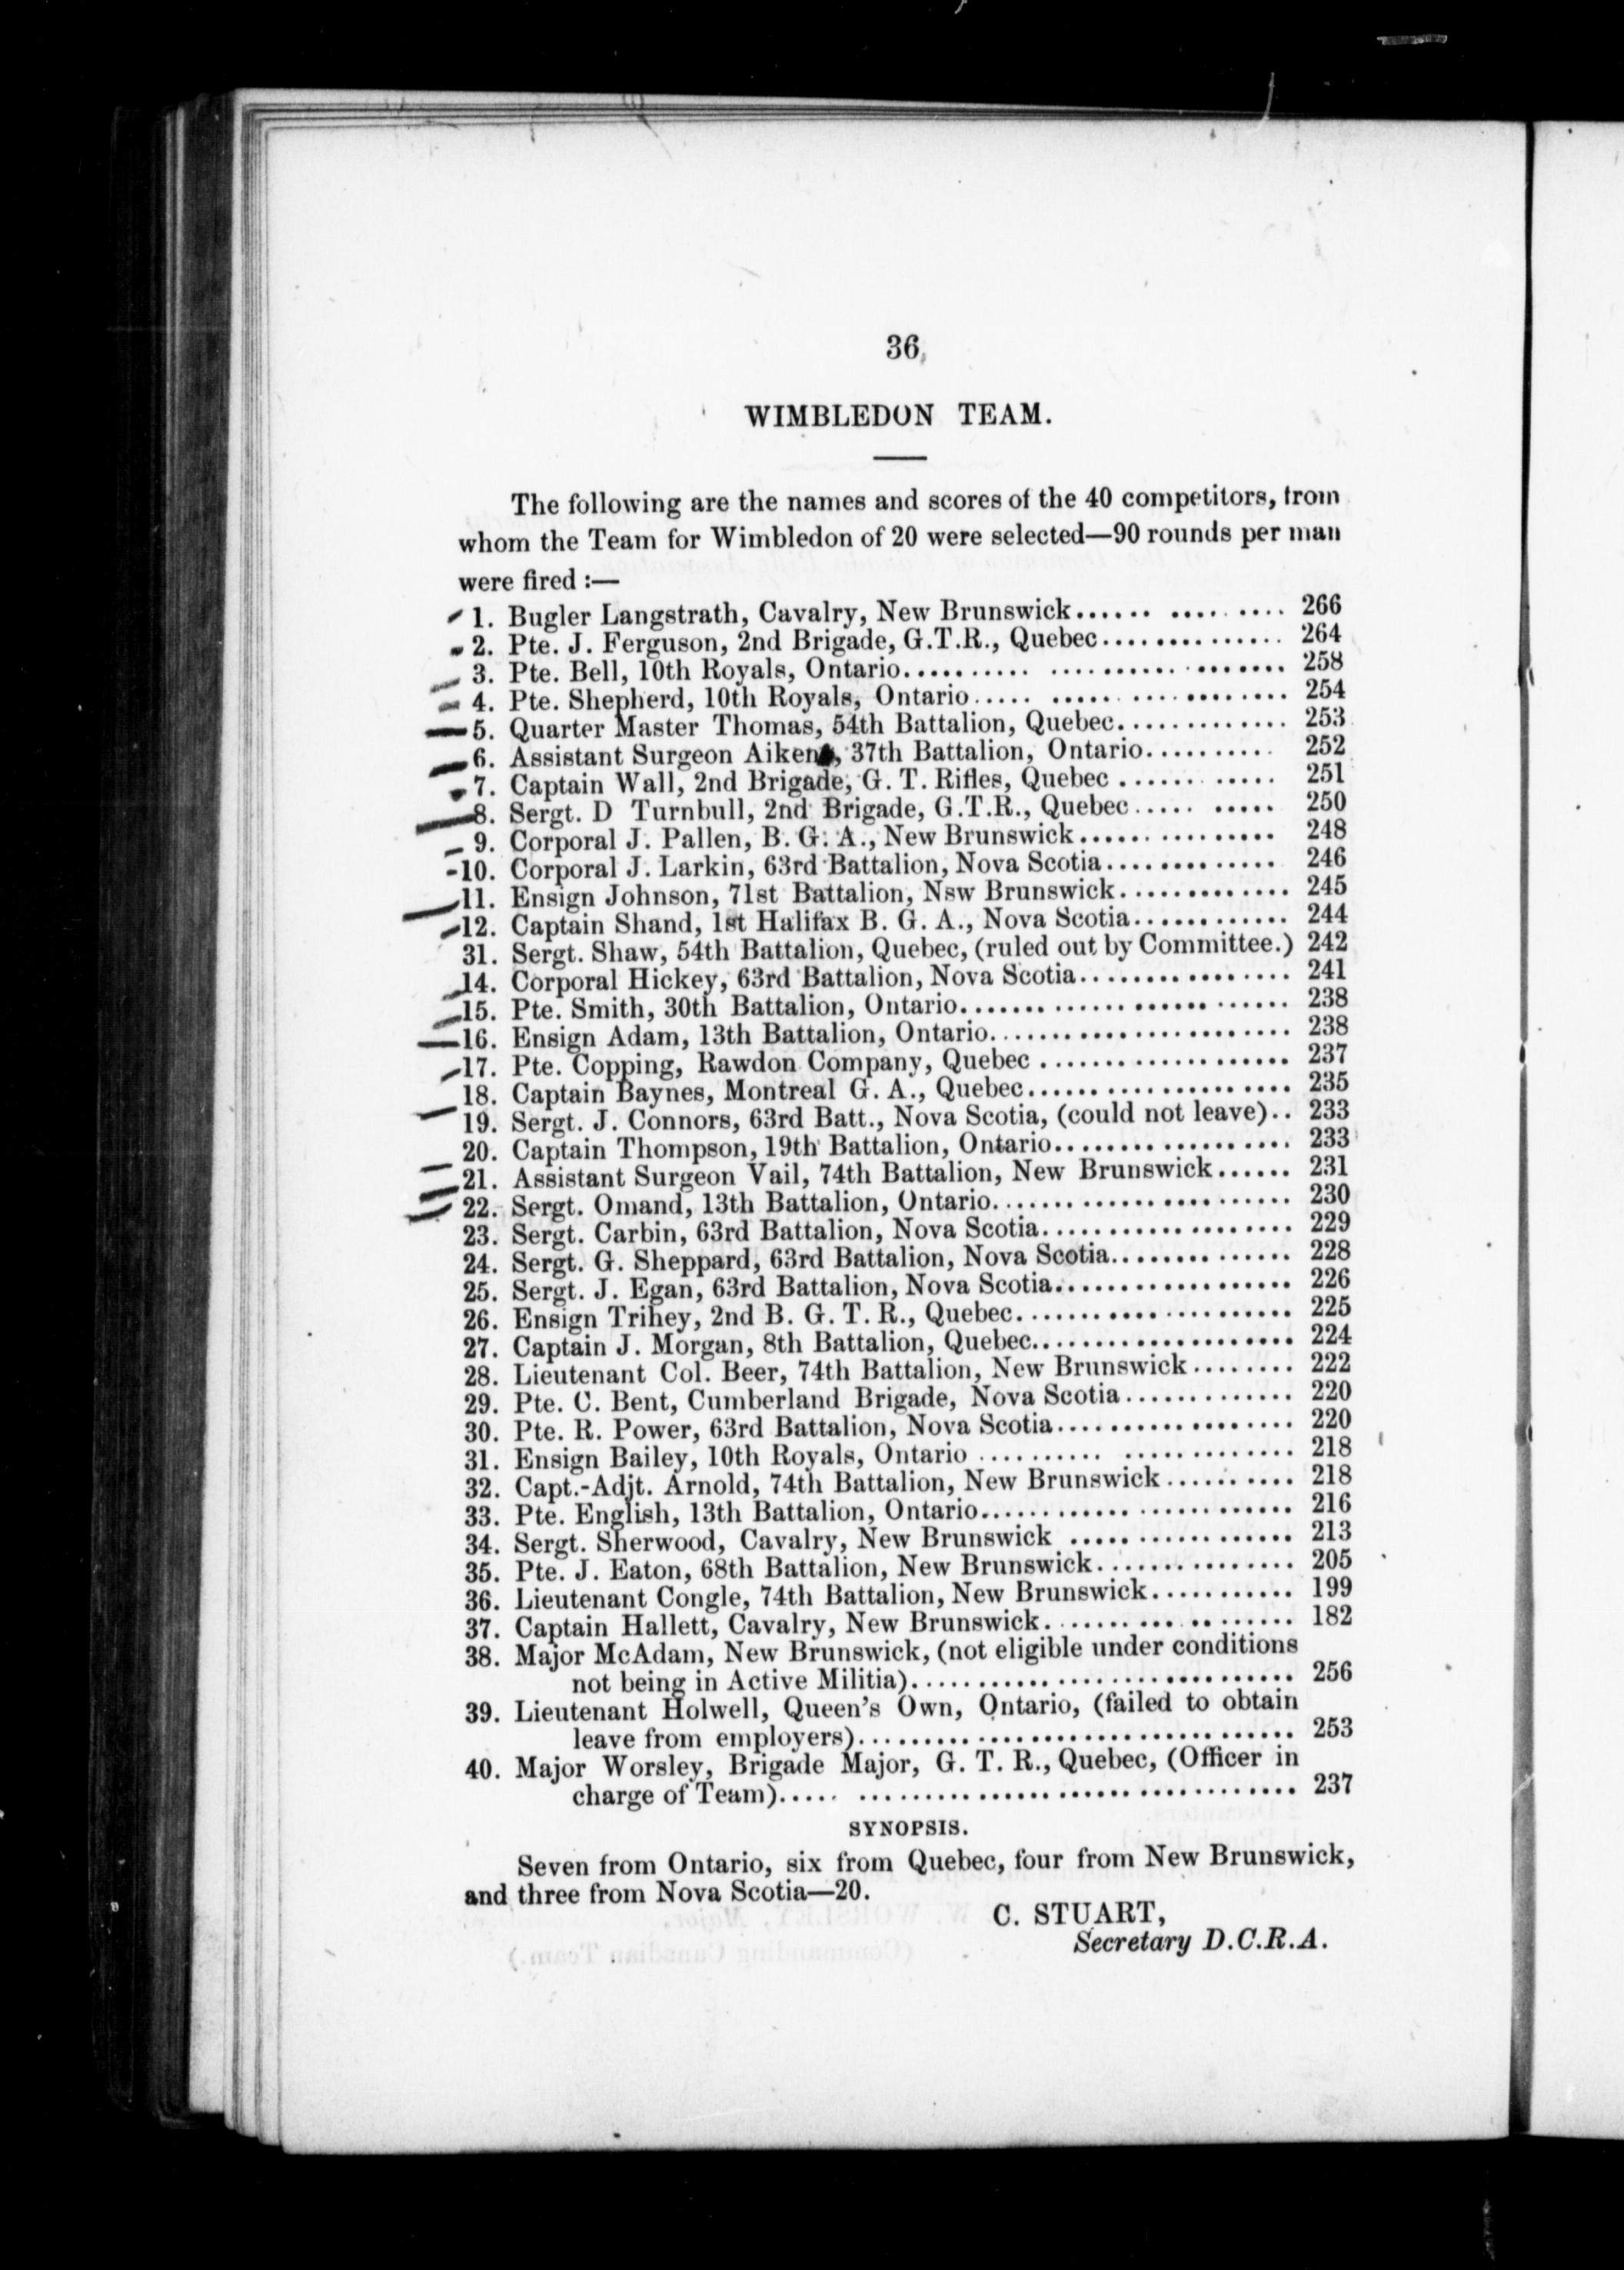 36
WIMBLEDON TEAM.
The following are the names and scores of the 40 competitors, from
whom the Team for Wimbledon of 20 were selected—90 rounds per man
were fired :—
1. Bugler Langstrath, Cavalry, New Brunswick...... ..... .... 266
2. Pte. J. Ferguson, 2nd Brigade, G.T.R., Quebec............... 264
3. Pte. Bell, 10th Royals, Ontario.......... .................... 258
4. Pte. Shepherd, 10th Royals, Ontario..... ..... ............ 254
5. Quarter Master Thomas, 54th Battalion, Quebec............. 253
6. Assistant Surgeon Aikens, 37th Battalion, Ontario.......... 252
7. Captain Wall, 2nd Brigade, G. T. Rifles, Quebec ...... ..... 251
8. Sergt. D Turnbull, 2nd Brigade, G.T.R., Quebec..... ..... 250
9. Corporal J. Pallen, B. G. A., New Brunswick................ 248
10. Corporal J. Larkin, 63rd Battalion, Nova Scotia............. 246
11. Ensign Johnson, 71st Battalion, Nsw Brunswick............. 245
12. Captain Shand, 1st Halifax B. G. A., Nova Scotia............ 244
31. Sergt. Shaw, 54th Battalion, Quebec, (ruled out by Committee.) 242
14. Corporal Hickey, 63rd Battalion, Nova Scotia................ 241
15. Pte. Smith, 30th Battalion, Ontario......................... 238
16. Ensign Adam, 13th Battalion, Ontario....................... 238
17. Pte. Copping, Rawdon Company, Quebec ................... 237
18. Captain Baynes, Montreal G. A., Quebec.................... 235
19. Sergt. J. Connors, 63rd Batt., Nova Scotia, (could not leave).. 233
20. Captain Thompson, 19th Battalion, Ontario.................. 233
21. Assistant Surgeon Vail, 74th Battalion, New Brunswick...... 231
22. Sergt. Omand, 13th Battalion, Ontario....................... 230
23. Sergt. Carbin, 63rd Battalion, Nova Scotia................... 229
24. Sergt. G. Sheppard, 63rd Battalion, Nova Scotia.............. 228
25. Sergt. J. Egan, 63rd Battalion, Nova Scotia.................. 226
26. Ensign Trihey, 2nd B. G. T. R., Quebec..................... 225
27. Captain J. Morgan, 8th Battalion, Quebec.................... 224
28. Lieutenant Col. Beer, 74th Battalion, New Brunswick........ 222
29. Pte. C. Bent, Cumberland Brigade, Nova Scotia............. 220
30. Pte. R. Power, 63rd Battalion, Nova Scotia.................. 220
31. Ensign Bailey, 10th Royals, Ontario .......... ............. 218
32. Capt.-Adjt. Arnold, 74th Battalion, New Brunswick.......... 218
33. Pte. English, 13th Battalion, Ontario........................ 216
34. Sergt. Sherwood, Cavalry, New Brunswick ................. 213
35. Pte. J. Eaton, 68th Battalion, New Brunswick............... 205
36. Lieutenant Congle, 74th Battalion, New Brunswick........... 199
37. Captain Hallett, Cavalry, New Brunswick................... 182
38. Major McAdam, New Brunswick, (not eligible under conditions
not being in Active Militia)............................. 256
39. Lieutenant Holwell, Queen's Own, Ontario, (failed to obtain
leave from employers)................................. 253
40. Major Worsley, Brigade Major, G. T. R., Quebec, (Officer in
charge of Team)..... ................................. 237
SYNOPSIS.
Seven from Ontario, six from Quebec, four from New Brunswick,
and three from Nova Scotia—20.
C. STUART,
Secretary D.C.R.A.